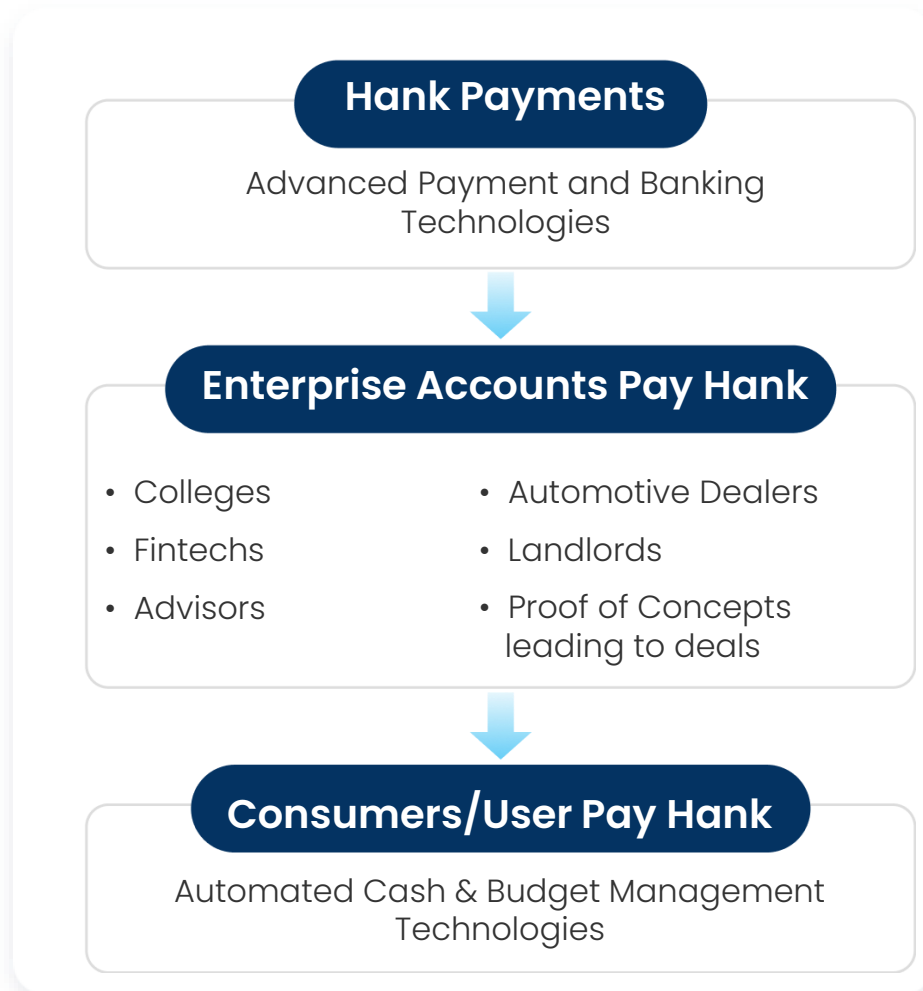 Hank Payments
Advanced Payment and Banking
Technologies
Enterprise Accounts Pay Hank
• Colleges
• Fintechs
• Advisors
• Automotive Dealers
• Landlords
• Proof of Concepts
leading to deals
Consumers/User Pay Hank
Automated Cash & Budget Management
Technologies